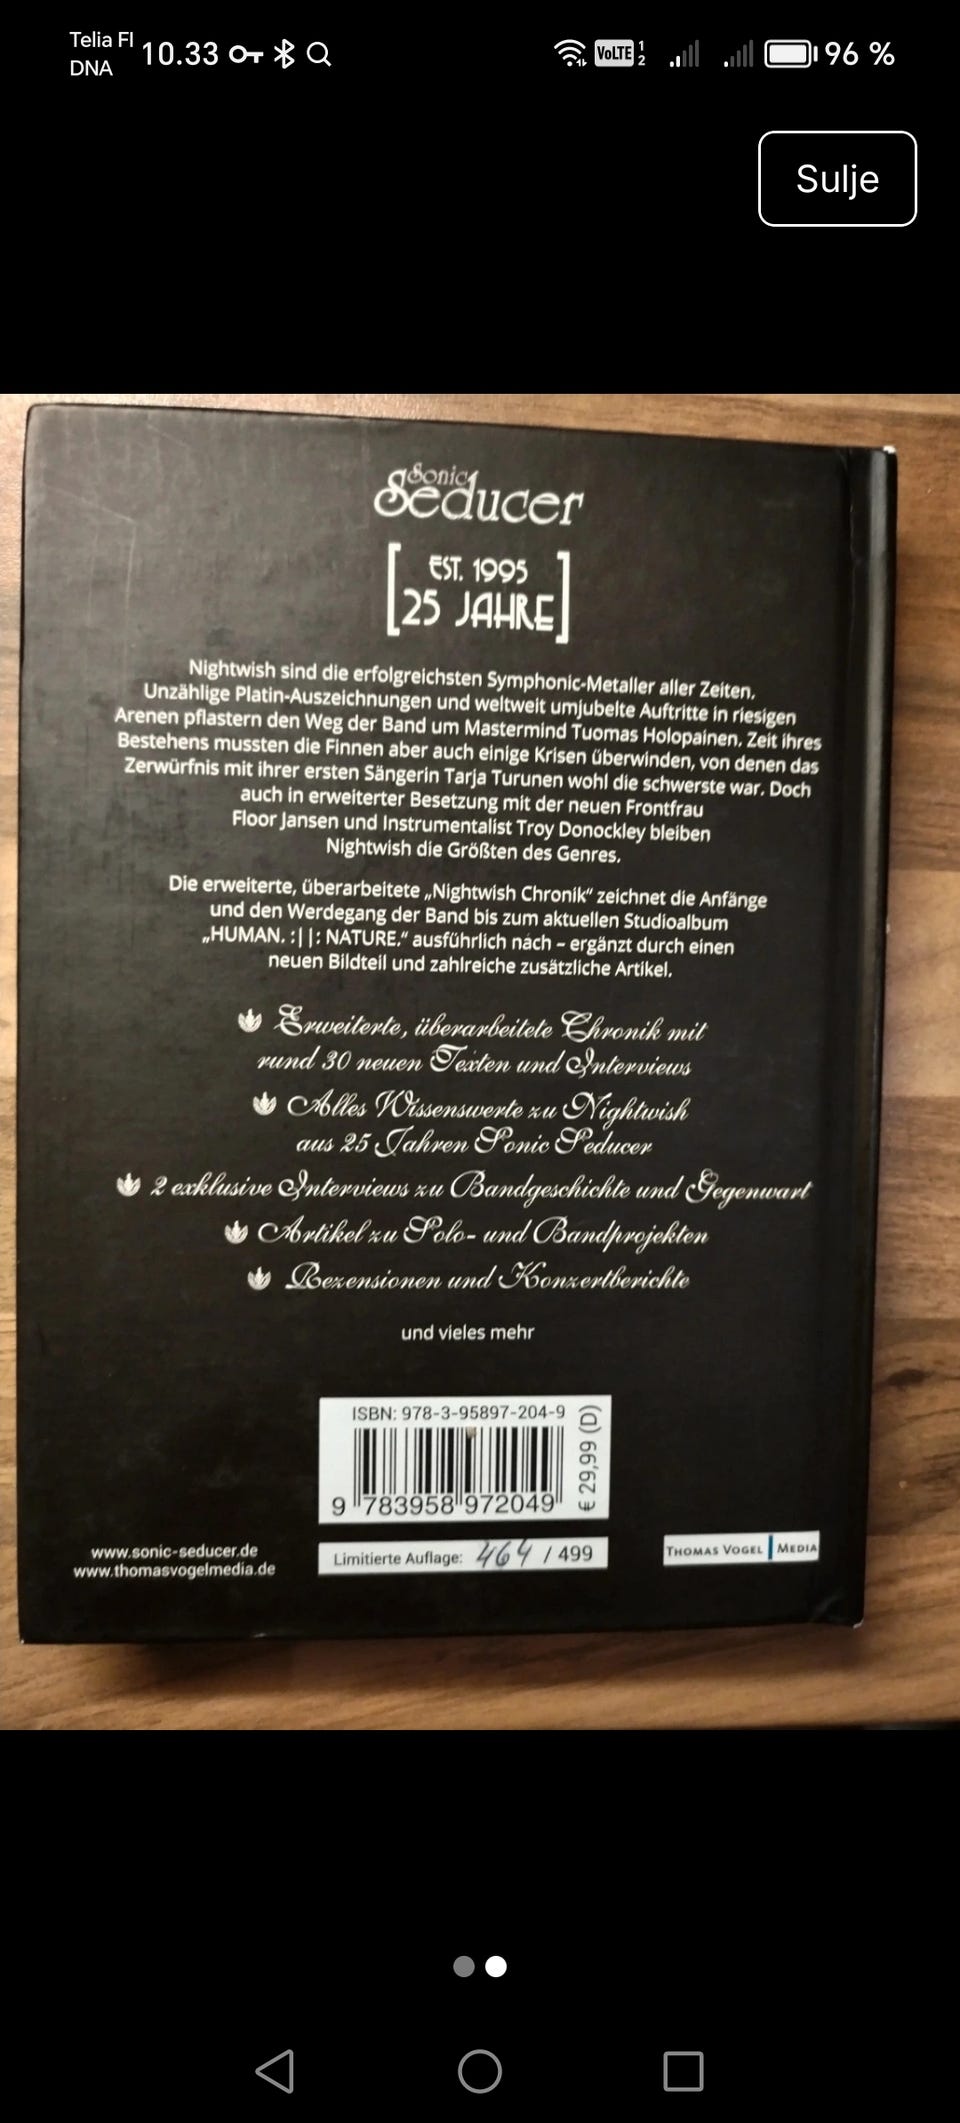 Telia FI
DNA
10.33
VoLTE 1 2
96 %
Sulje
Sonic
Seducer
EST. 1995
25 JAHRE
Nightwish sind die erfolgreichsten Symphonic-Metaller aller Zeiten.
Unzählige Platin-Auszeichnungen und weltweit umjubelte Auftritte in riesigen
Arenen pflastern den Weg der Band um Mastermind Tuomas Holopainen. Zeit ihres
Bestehens mussten die Finnen aber auch einige Krisen überwinden, von denen das
Zerwürfnis mit ihrer ersten Sängerin Tarja Turunen wohl die schwerste war. Doch
auch in erweiterter Besetzung mit der neuen Frontfrau
Floor Jansen und Instrumentalist Troy Donockley bleiben
Nightwish die Größten des Genres.
Die erweiterte, überarbeitete „Nightwish Chronik“ zeichnet die Anfänge
und den Werdegang der Band bis zum aktuellen Studioalbum
„HUMAN. :||: NATURE.“ ausführlich nach – ergänzt durch einen
neuen Bildteil und zahlreiche zusätzliche Artikel.
Erweiterte, überarbeitete Chronik mit
rund 30 neuen Texten und Interviews
Alles Wissenswerte zu Nightwish
aus 25 Jahren Sonic Seducer
2 exklusive Interviews zu Bandgeschichte und Gegenwart
Artikel zu Solo- und Bandprojekten
Rezensionen und Konzertberichte
und vieles mehr
ISBN: 978-3-95897-204-9
€ 29,99 (D)
9 783958 972049
www.sonic-seducer.de
www.thomasvogelmedia.de
Limitierte Auflage: 464 / 499
THOMAS VOGEL | MEDIA